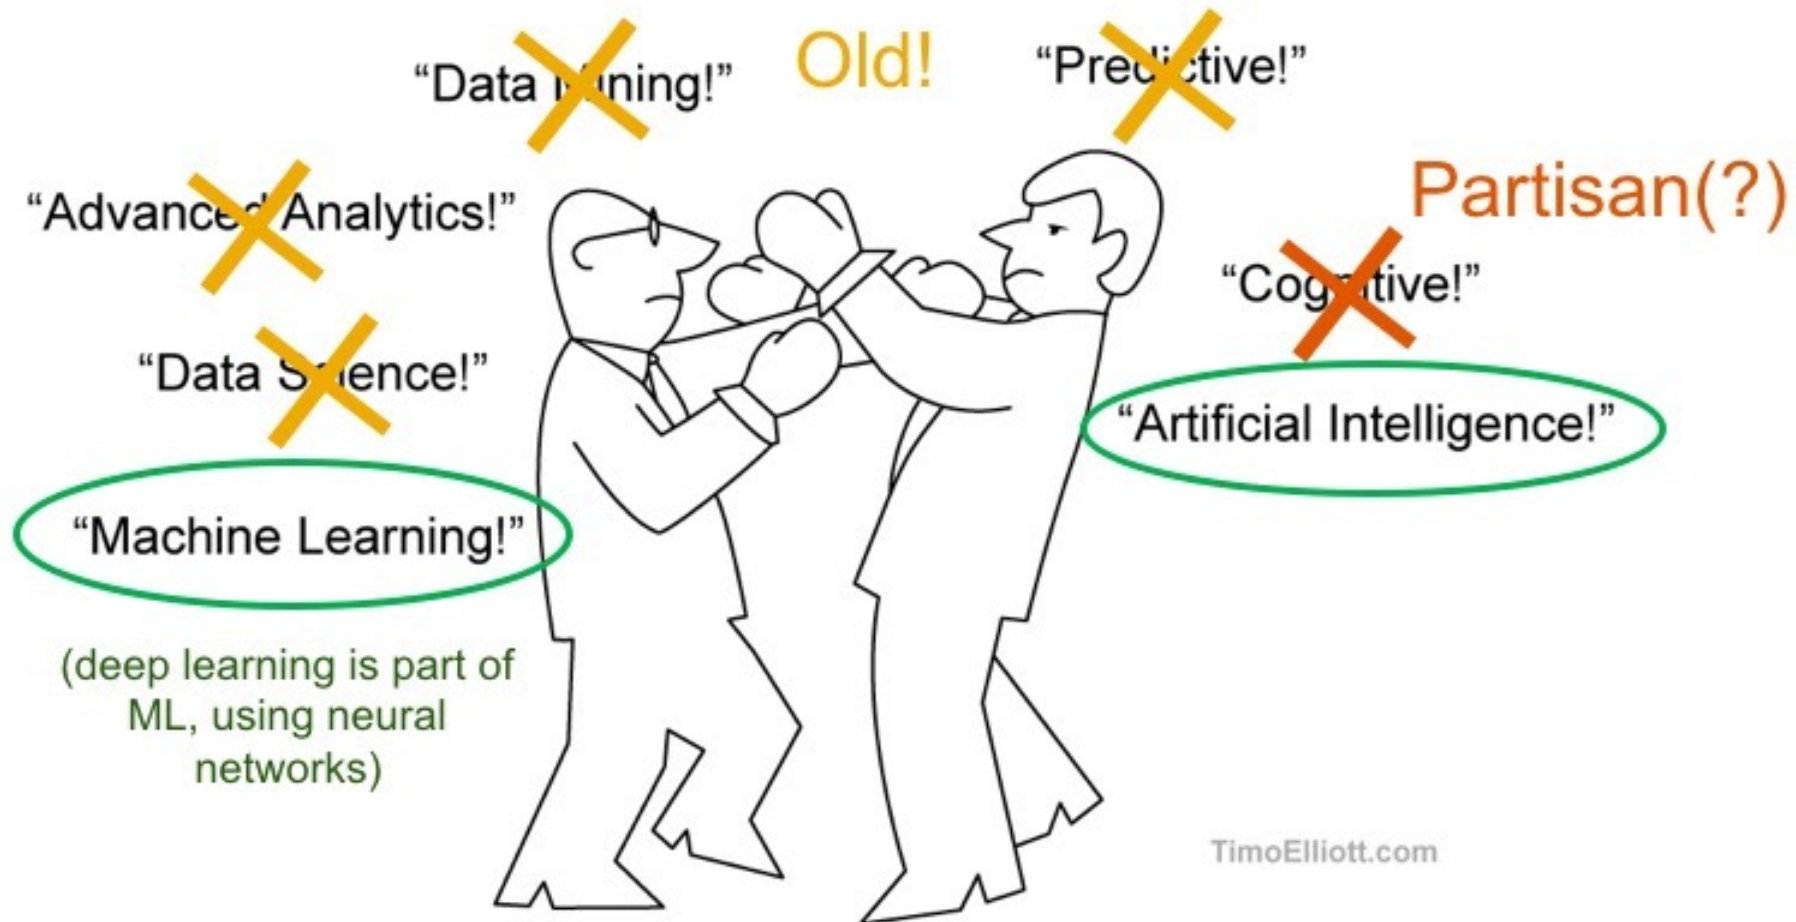 “Data Mining!”
Old!
“Predictive!”
“Advanced Analytics!”
Partisan(?)
“Cognitive!”
“Data Science!”
“Artificial Intelligence!”
“Machine Learning!”
(deep learning is part of
ML, using neural
networks)
TimoElliott.com